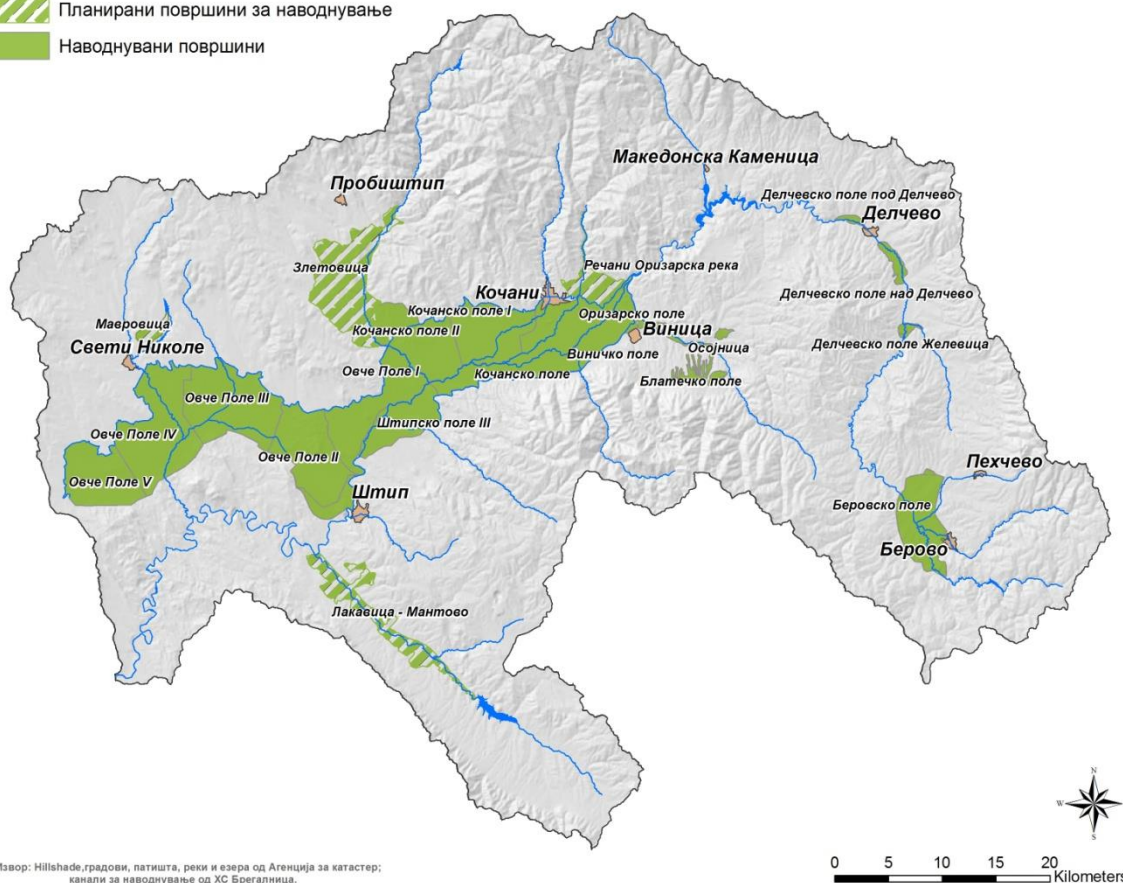 Планирани површини за наводнување
Наводнувани површини
Македонска Каменица
Пробиштип
Делчевско поле под Делчево
Делчево
Злетовица
Речани Оризарска река
Кочани
Делчевско поле над Делчево
Кочанско поле I
Оризарско поле
Мавровица
Кочанско поле II
Виница
Делчевско поле Желевица
Свети Николе
Осојница
Виничко поле
Овче Поле I
Кочанско поле
Блатечко поле
Овче Поле III
Штипско поле III
Овче Поле IV
Овче Поле II
Пехчево
Овче Поле V
Штип
Беровско поле
Берово
Лакавица - Мантово
N
W
S
Извор: Hillshade,градови, патишта, реки и езера од Агенција за катастер;
канали за наводнување од ХС Брегалница.
0 5 10 15 20
Kilometers